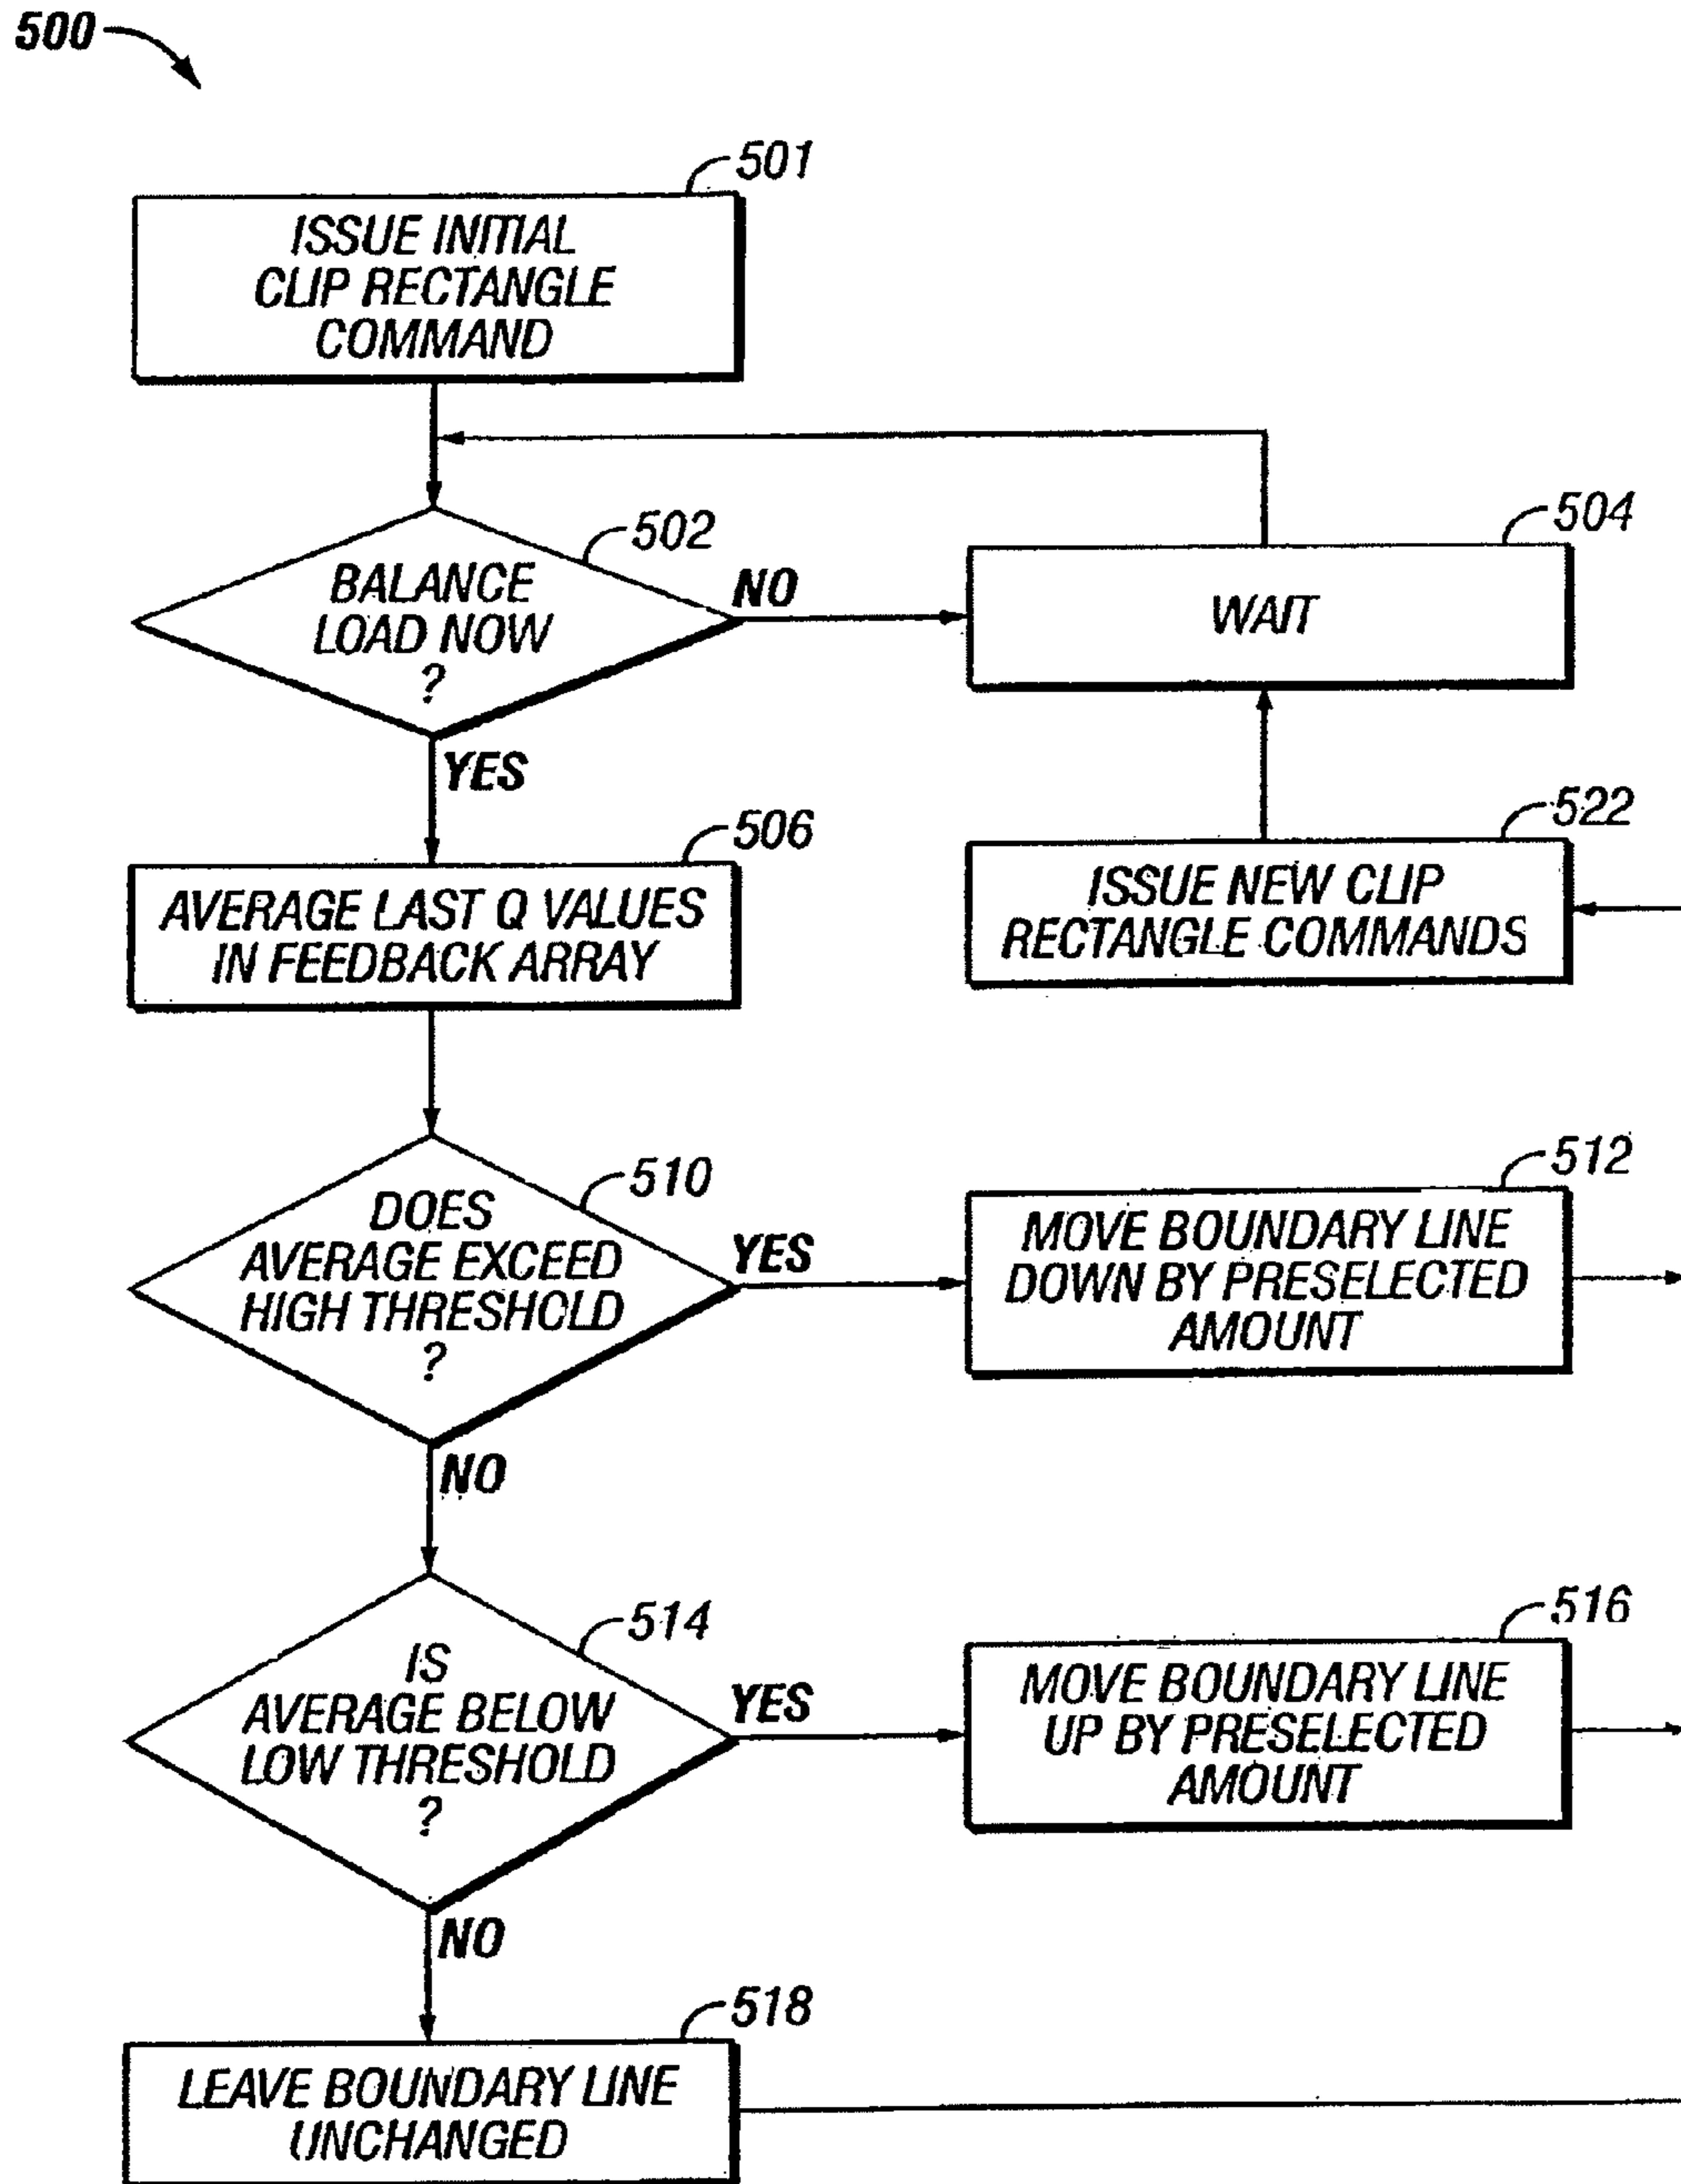 500
501
ISSUE INITIAL
CLIP RECTANGLE
COMMAND
502
BALANCE
LOAD NOW
?
NO
504
WAIT
YES
506
AVERAGE LAST Q VALUES
IN FEEDBACK ARRAY
522
ISSUE NEW CLIP
RECTANGLE COMMANDS
510
DOES
AVERAGE EXCEED
HIGH THRESHOLD
?
YES
512
MOVE BOUNDARY LINE
DOWN BY PRESELECTED
AMOUNT
NO
514
IS
AVERAGE BELOW
LOW THRESHOLD
?
YES
516
MOVE BOUNDARY LINE
UP BY PRESELECTED
AMOUNT
NO
518
LEAVE BOUNDARY LINE
UNCHANGED